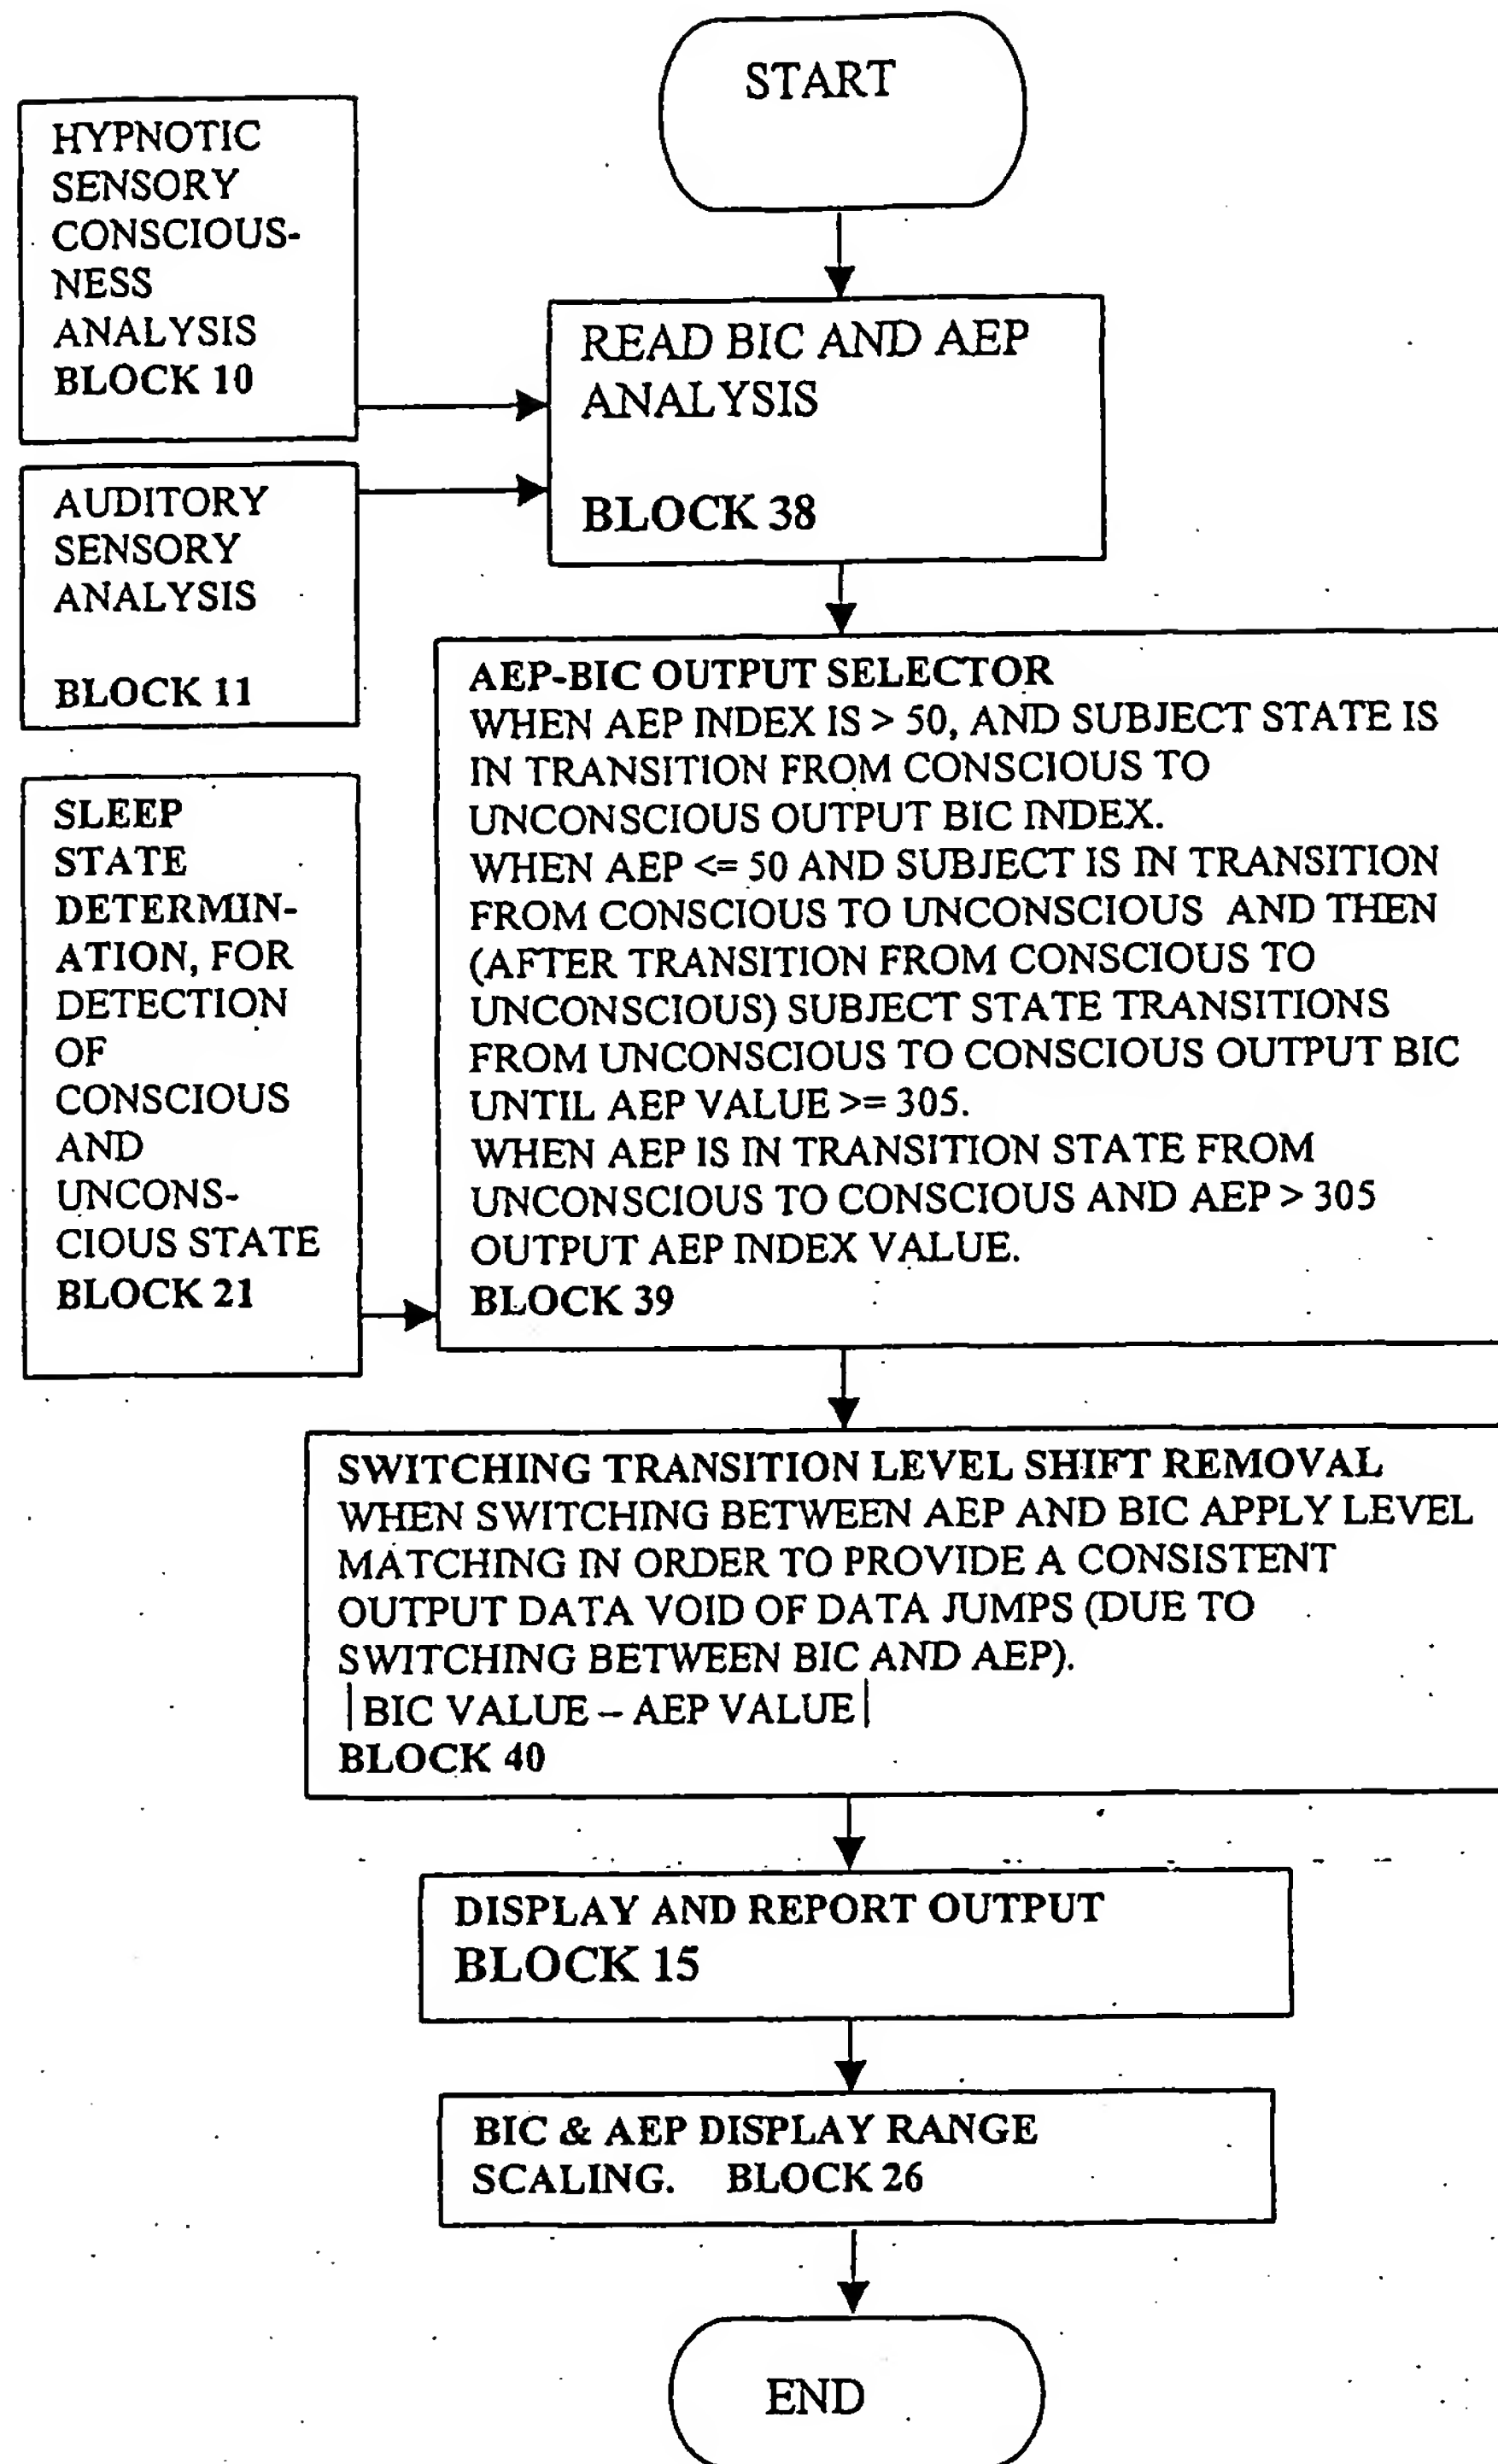 START
HYPNOTIC
SENSORY
CONSCIOUS-
NESS
ANALYSIS
BLOCK 10
READ BIC AND AEP
ANALYSIS
BLOCK 38
AUDITORY
SENSORY
ANALYSIS
BLOCK 11
AEP-BIC OUTPUT SELECTOR
WHEN AEP INDEX IS > 50, AND SUBJECT STATE IS
IN TRANSITION FROM CONSCIOUS TO
UNCONSCIOUS OUTPUT BIC INDEX.
WHEN AEP <= 50 AND SUBJECT IS IN TRANSITION
FROM CONSCIOUS TO UNCONSCIOUS AND THEN
(AFTER TRANSITION FROM CONSCIOUS TO
UNCONSCIOUS) SUBJECT STATE TRANSITIONS
FROM UNCONSCIOUS TO CONSCIOUS OUTPUT BIC
UNTIL AEP VALUE >= 305.
WHEN AEP IS IN TRANSITION STATE FROM
UNCONSCIOUS TO CONSCIOUS AND AEP > 305
OUTPUT AEP INDEX VALUE.
BLOCK 39
SLEEP
STATE
DETERMIN-
ATION, FOR
DETECTION
OF
CONSCIOUS
AND
UNCONS-
CIOUS STATE
BLOCK 21
SWITCHING TRANSITION LEVEL SHIFT REMOVAL
WHEN SWITCHING BETWEEN AEP AND BIC APPLY LEVEL
MATCHING IN ORDER TO PROVIDE A CONSISTENT
OUTPUT DATA VOID OF DATA JUMPS (DUE TO
SWITCHING BETWEEN BIC AND AEP).
|BIC VALUE – AEP VALUE|
BLOCK 40
DISPLAY AND REPORT OUTPUT
BLOCK 15
BIC & AEP DISPLAY RANGE
SCALING. BLOCK 26
END